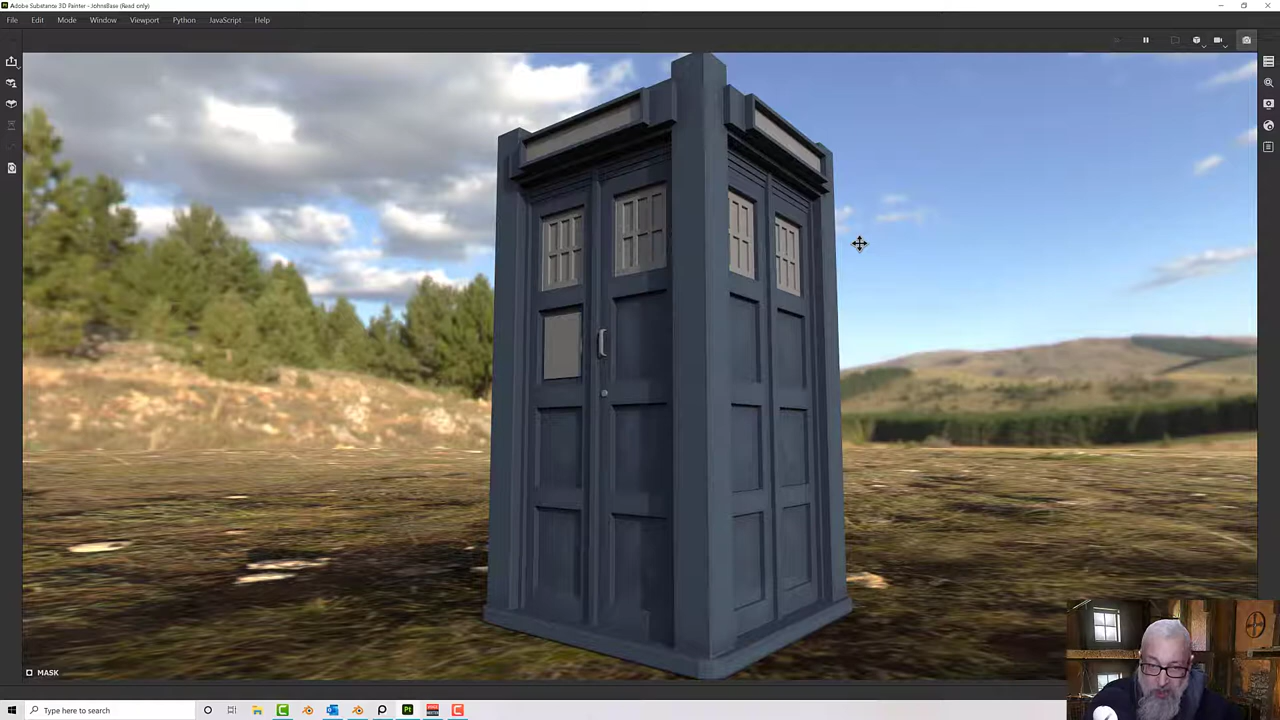 Adobe Substance 3D Painter - JohnsBase (Read only)
File Edit Mode Window Viewport Python JavaScript Help
MASK
Type here to search